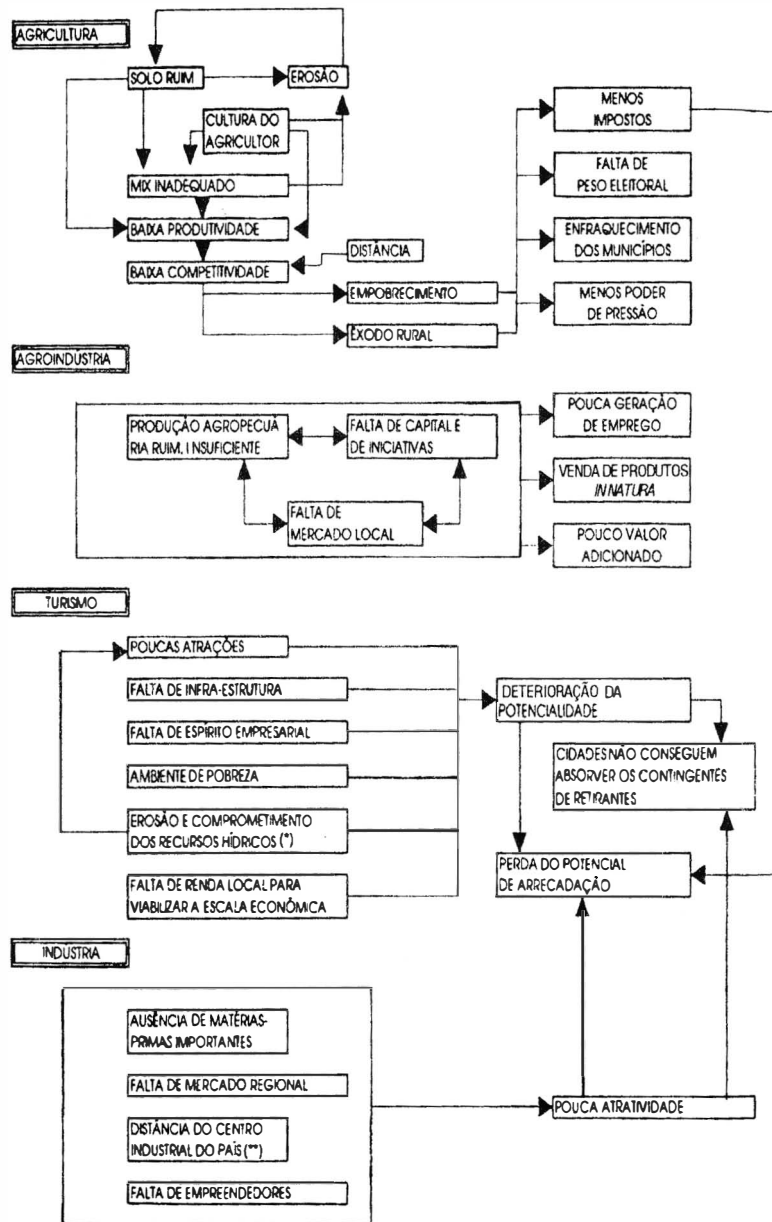 AGRICULTURA
SOLO RUIM
EROSÃO
CULTURA DO
AGRICULTOR
MIX INADEQUADO
BAIXA PRODUTIVIDADE
DISTÂNCIA
BAIXA COMPETITIVIDADE
EMPOBRECIMENTO
ÊXODO RURAL
MENOS
IMPOSTOS
FALTA DE
PESO ELEITORAL
ENFRAQUECIMENTO
DOS MUNICÍPIOS
MENOS PODER
DE PRESSÃO
AGROINDÚSTRIA
PRODUÇÃO AGROPECUÁ
RIA RUIM. INSUFICIENTE
FALTA DE CAPITAL E
DE INICIATIVAS
FALTA DE
MERCADO LOCAL
POUCA GERAÇÃO
DE EMPREGO
VENDA DE PRODUTOS
IN NATURA
POUCO VALOR
ADICIONADO
TURISMO
POUCAS ATRAÇÕES
FALTA DE INFRA-ESTRUTURA
FALTA DE ESPÍRITO EMPRESARIAL
AMBIENTE DE POBREZA
EROSÃO E COMPROMETIMENTO
DOS RECURSOS HÍDRICOS (*)
FALTA DE RENDA LOCAL PARA
VIABILIZAR A ESCALA ECONÔMICA
DETERIORAÇÃO DA
POTENCIALIDADE
CIDADES NÃO CONSEGUEM
ABSORVER OS CONTINGENTES
DE RETIRANTES
PERDA DO POTENCIAL
DE ARRECADAÇÃO
INDUSTRIA
AUSÊNCIA DE MATÉRIAS-
PRIMAS IMPORTANTES
FALTA DE MERCADO REGIONAL
DISTÂNCIA DO CENTRO
INDUSTRIAL DO PAÍS (**)
FALTA DE EMPREENDEDORES
POUCA ATRATIVIDADE